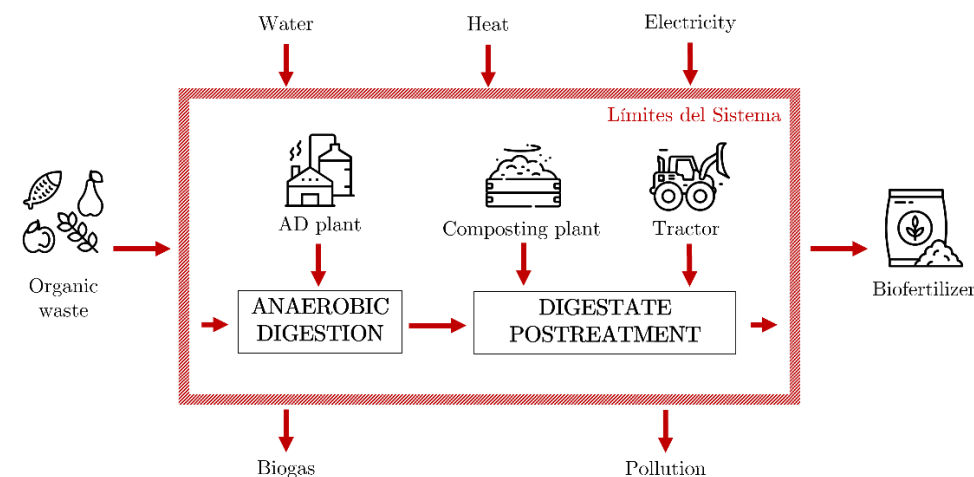 Water
Heat
Electricity
Límites del Sistema
AD plant
Composting plant
Tractor
Organic
waste
Biofertilizer
ANAEROBIC
DIGESTION
DIGESTATE
POSTREATMENT
Biogas
Pollution